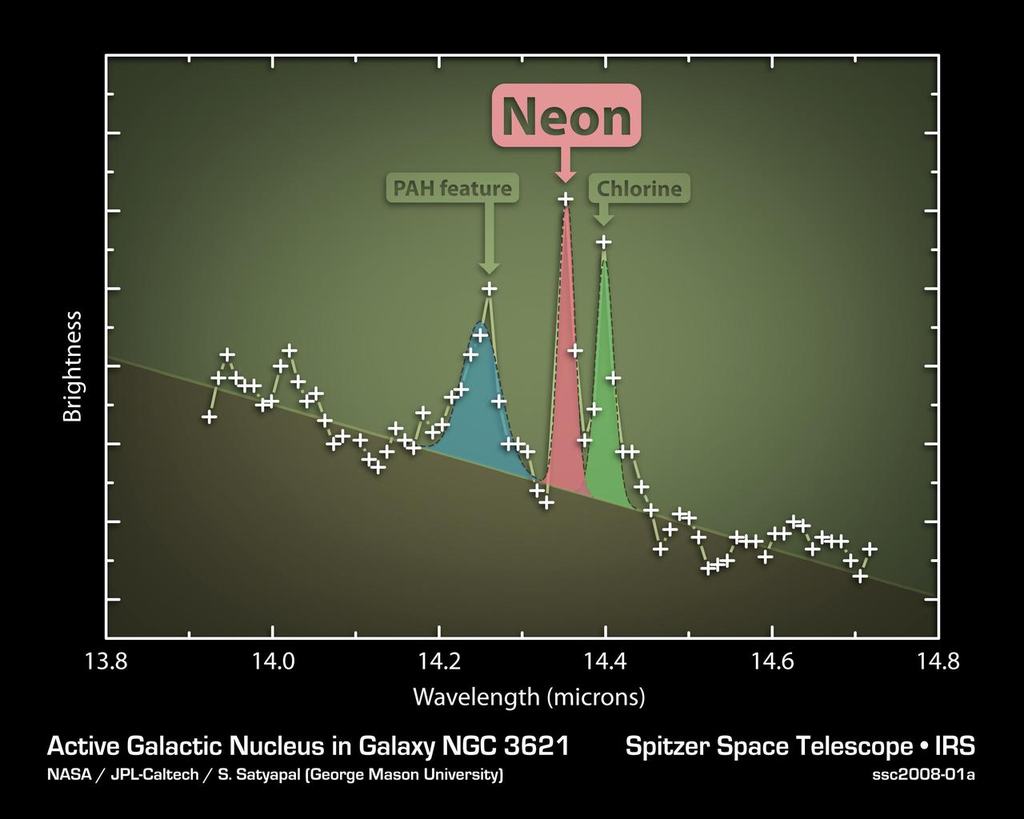 Neon
PAH feature
Chlorine
Brightness
13.8
14.0
14.2
14.4
14.6
14.8
Wavelength (microns)
Active Galactic Nucleus in Galaxy NGC 3621
Spitzer Space Telescope • IRS
NASA / JPL-Caltech / S. Satyapal (George Mason University)
ssc2008-01a